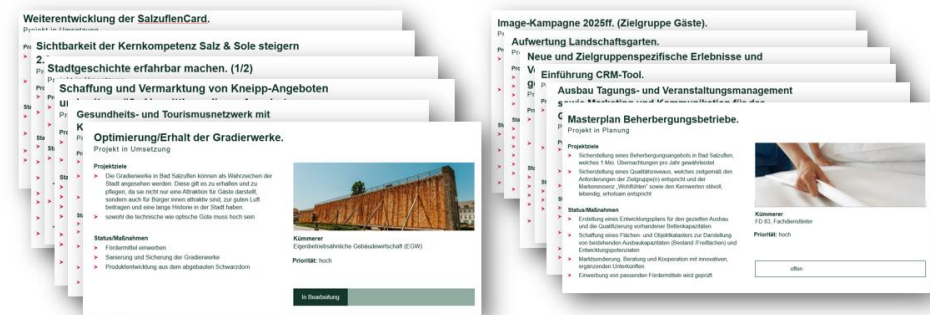 Weiterentwicklung der SalzuflenCard.
Projekt in Umsetzung
Sichtbarkeit der Kernkompetenz Salz & Sole steigern
2.
Stadtgeschichte erfahrbar machen. (1/2)
Schaffung und Vermarktung von Kneipp-Angeboten
Gesundheits- und Tourismusnetzwerk mit
K
Optimierung/Erhalt der Gradierwerke.
Projekt in Umsetzung
Projektziele
Die Gradierwerke in Bad Salzuflen können als Wahrzeichen der
Stadt angesehen werden. Diese gilt es zu erhalten und zu
pflegen, da sie nicht nur eine Attraktion für Gäste darstellt,
sondern auch für Bürger:innen attraktiv sind, zur guten Luft
beitragen und eine lange Historie in der Stadt haben.
sowohl die technische wie optische Güte muss hoch sein
Status/Maßnahmen
Fördermittel einwerben
Sanierung und Sicherung der Gradierwerke
Produktentwicklung aus dem abgebauten Schwarzdorn
Kümmerer
Eigenbetriebsähnliche Gebäudewirtschaft (EGW)
Priorität: hoch
In Bearbeitung
Image-Kampagne 2025ff. (Zielgruppe Gäste).
Aufwertung Landschaftsgarten.
Neue und Zielgruppenspezifische Erlebnisse und
Einführung CRM-Tool.
Ausbau Tagungs- und Veranstaltungsmanagement
sowie Marketing und Kommunikation für das
Masterplan Beherbergungsbetriebe.
Projekt in Planung
Projektziele
Sicherstellung eines Beherbergungsangebots in Bad Salzuflen,
welches 1 Mio. Übernachtungen pro Jahr gewährleistet
Sicherstellung eines Qualitätsniveaus, welches zeitgemäß den
Anforderungen der Zielgruppe(n) entspricht und der
Markenessenz „Wohlfühlen“ sowie den Kernwerten stilvoll,
lebendig, erholsam entspricht
Status/Maßnahmen
Erstellung eines Entwicklungsplans für den gezielten Ausbau
und die Qualifizierung vorhandener Bettenkapazitäten
Schaffung eines Flächen- und Objektkatasters zur Darstellung
von bestehenden Ausbaukapazitäten (Bestand /Freiflächen) und
Entwicklungspotenzialen
Marktsondierung, Beratung und Kooperation mit innovativen,
ergänzenden Unterkünften
Einwerbung von passenden Fördermitteln wird geprüft
Kümmerer
FD 63, Fachdienstleiter
Priorität: hoch
offen